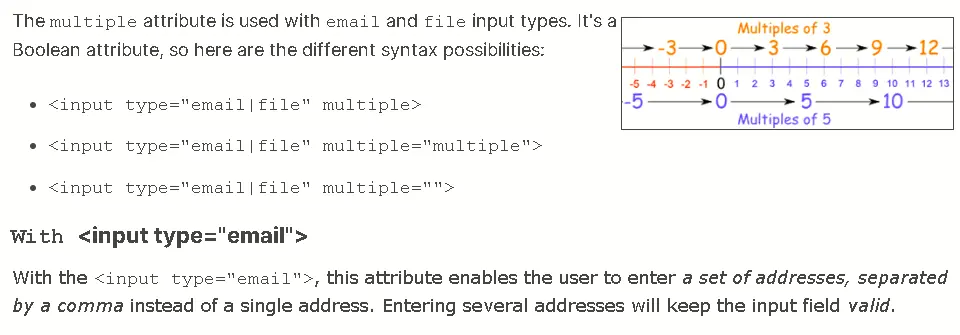 The multiple attribute is used with email and file input types. It's a
Boolean attribute, so here are the different syntax possibilities:
• <input type="email|file" multiple>
• <input type="email|file" multiple="multiple">
• <input type="email|file" multiple="">
Multiples of 3
-3 0 3 6 9 12
-5 -4 -3 -2 -1 0 1 2 3 4 5 6 7 8 9 10 11 12 13
-5 0 5 10
Multiples of 5
With <input type="email">
With the <input type="email">, this attribute enables the user to enter a set of addresses, separated
by a comma instead of a single address. Entering several addresses will keep the input field valid.